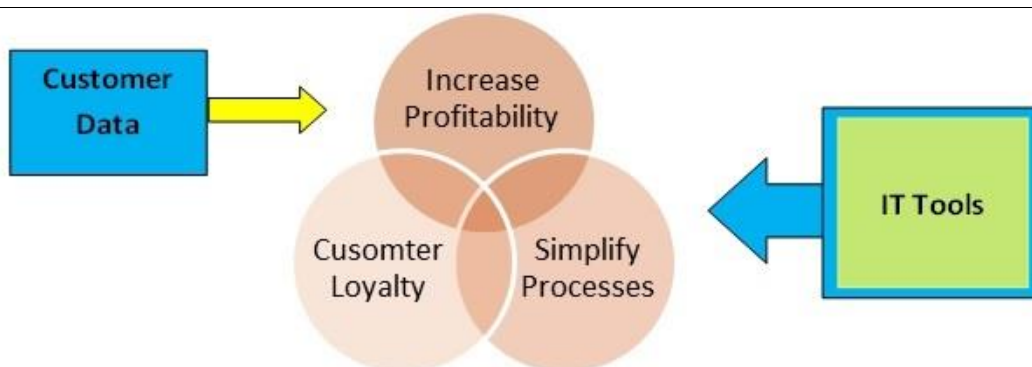 Customer
Data
Increase
Profitability
Cusomter
Loyalty
Simplify
Processes
IT Tools